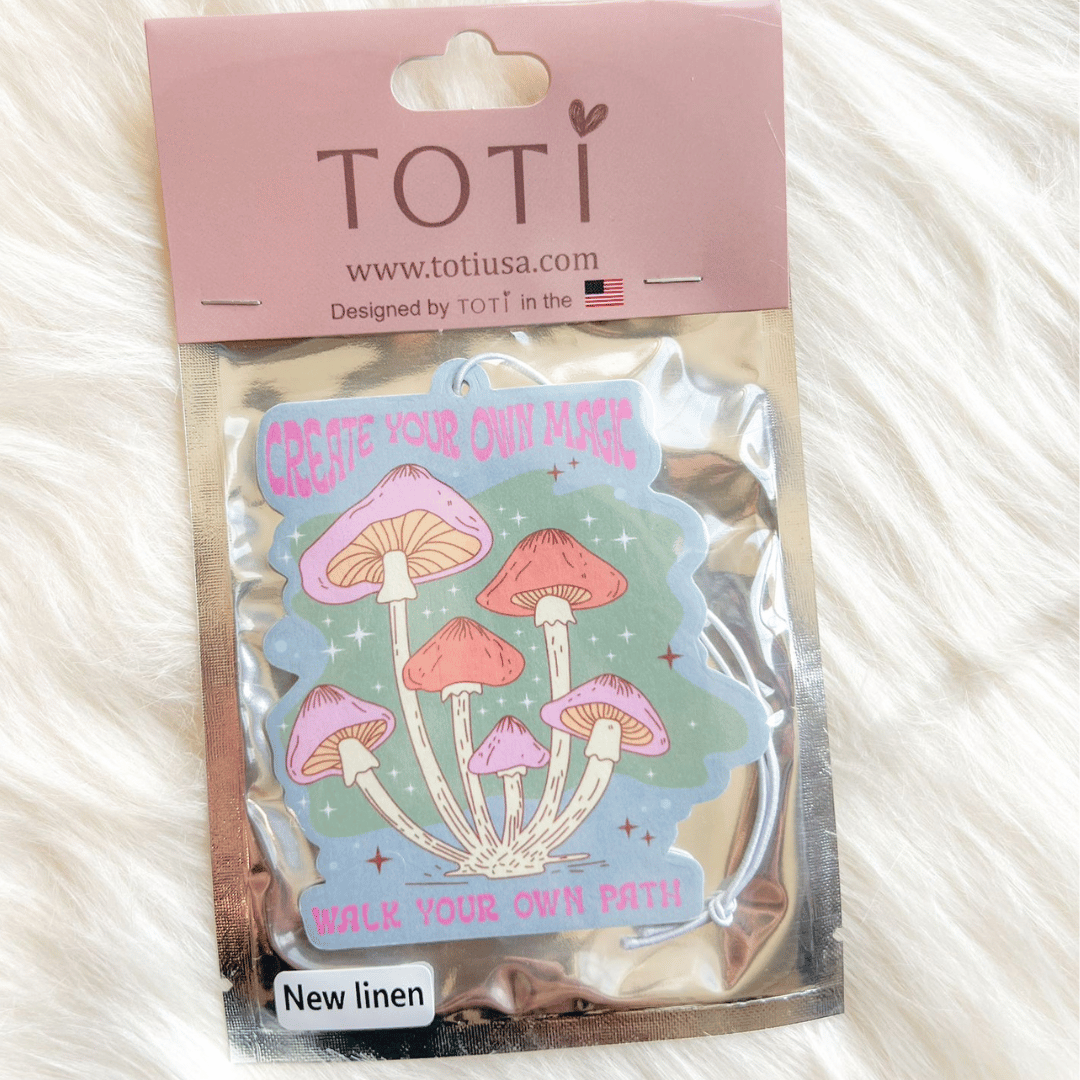 TOTI
www.totiusa.com
Designed by TOTI in the
CREATE YOUR OWN MAGIC
WALK YOUR OWN PATH
New linen